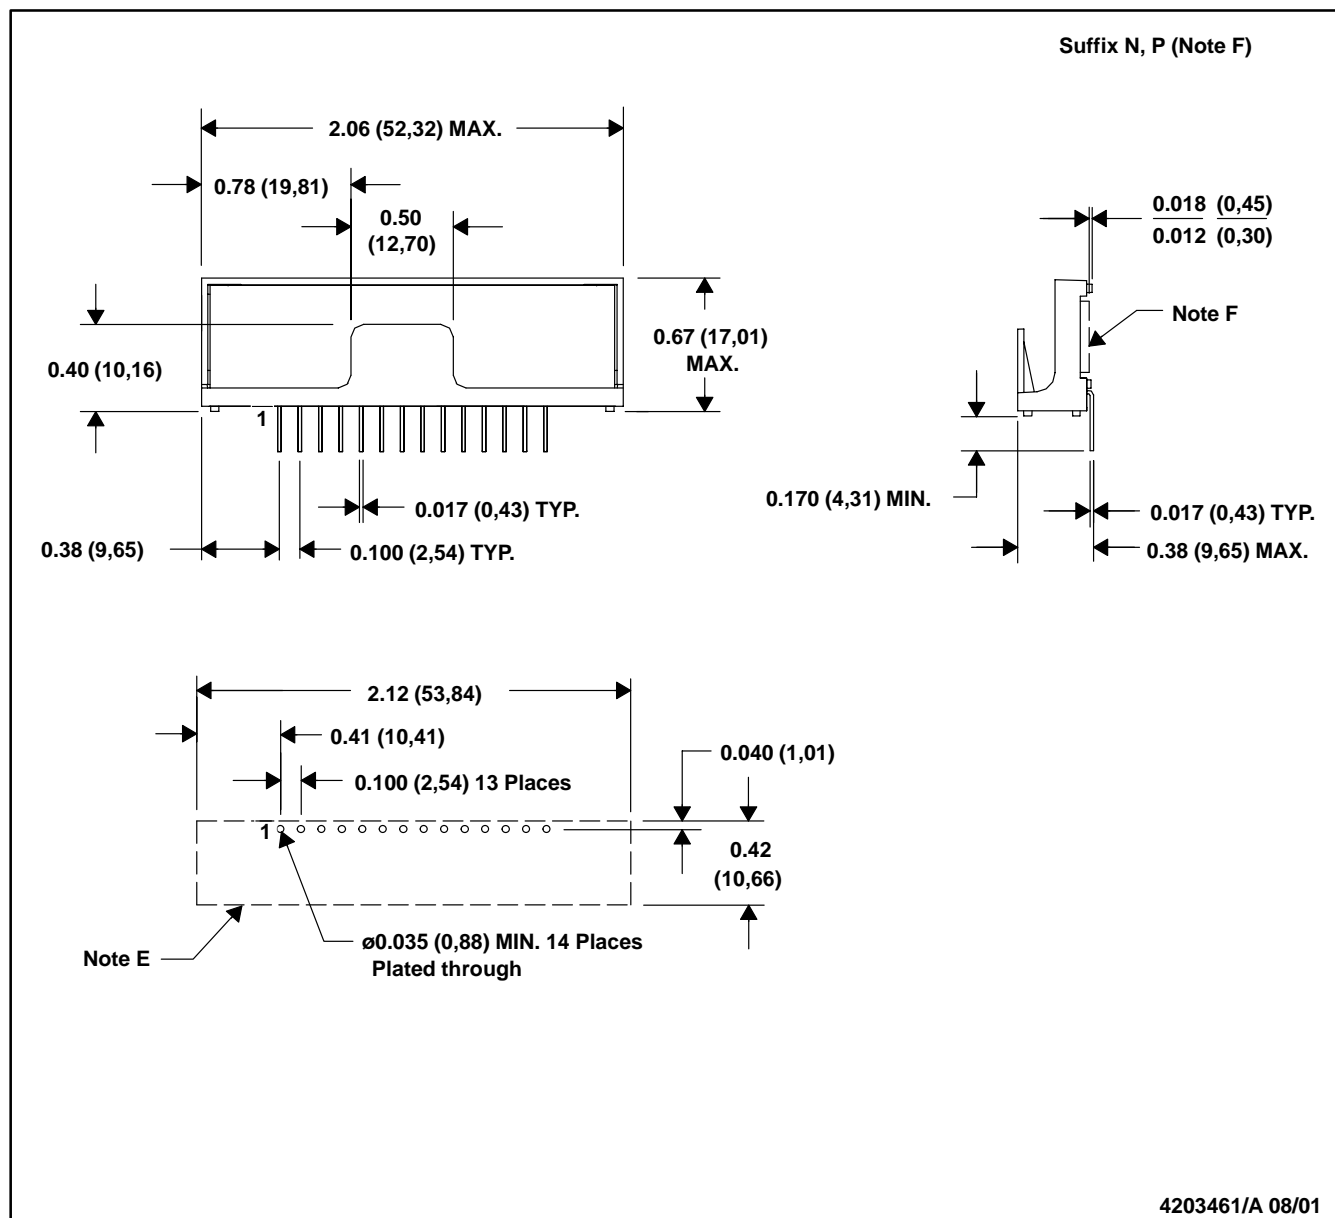 Suffix N, P (Note F)
2.06 (52,32) MAX.
0.78 (19,81)
0.50
(12,70)
0.018 (0,45)
0.012 (0,30)
Note F
0.67 (17,01)
MAX.
0.40 (10,16)
1
0.170 (4,31) MIN.
0.017 (0,43) TYP.
0.017 (0,43) TYP.
0.38 (9,65)
0.100 (2,54) TYP.
0.38 (9,65) MAX.
2.12 (53,84)
0.41 (10,41)
0.040 (1,01)
0.100 (2,54) 13 Places
1
0.42
(10,66)
ø0.035 (0,88) MIN. 14 Places
Plated through
Note E
4203461/A 08/01